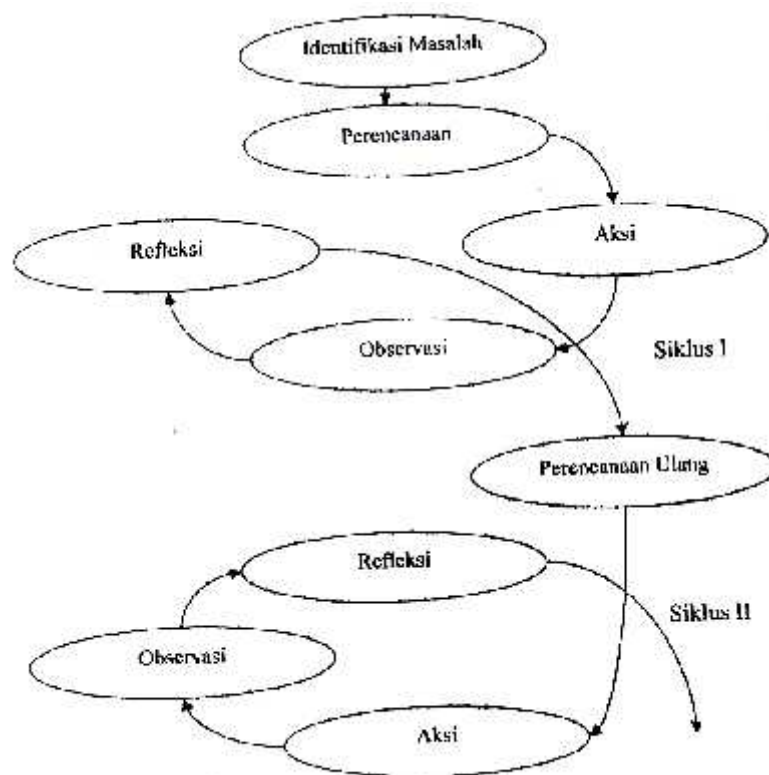 Identifikasi Masalah
Perencanaan
Aksi
Refleksi
Observasi
Siklus I
Perencanaan Ulang
Refleksi
Siklus II
Observasi
Aksi